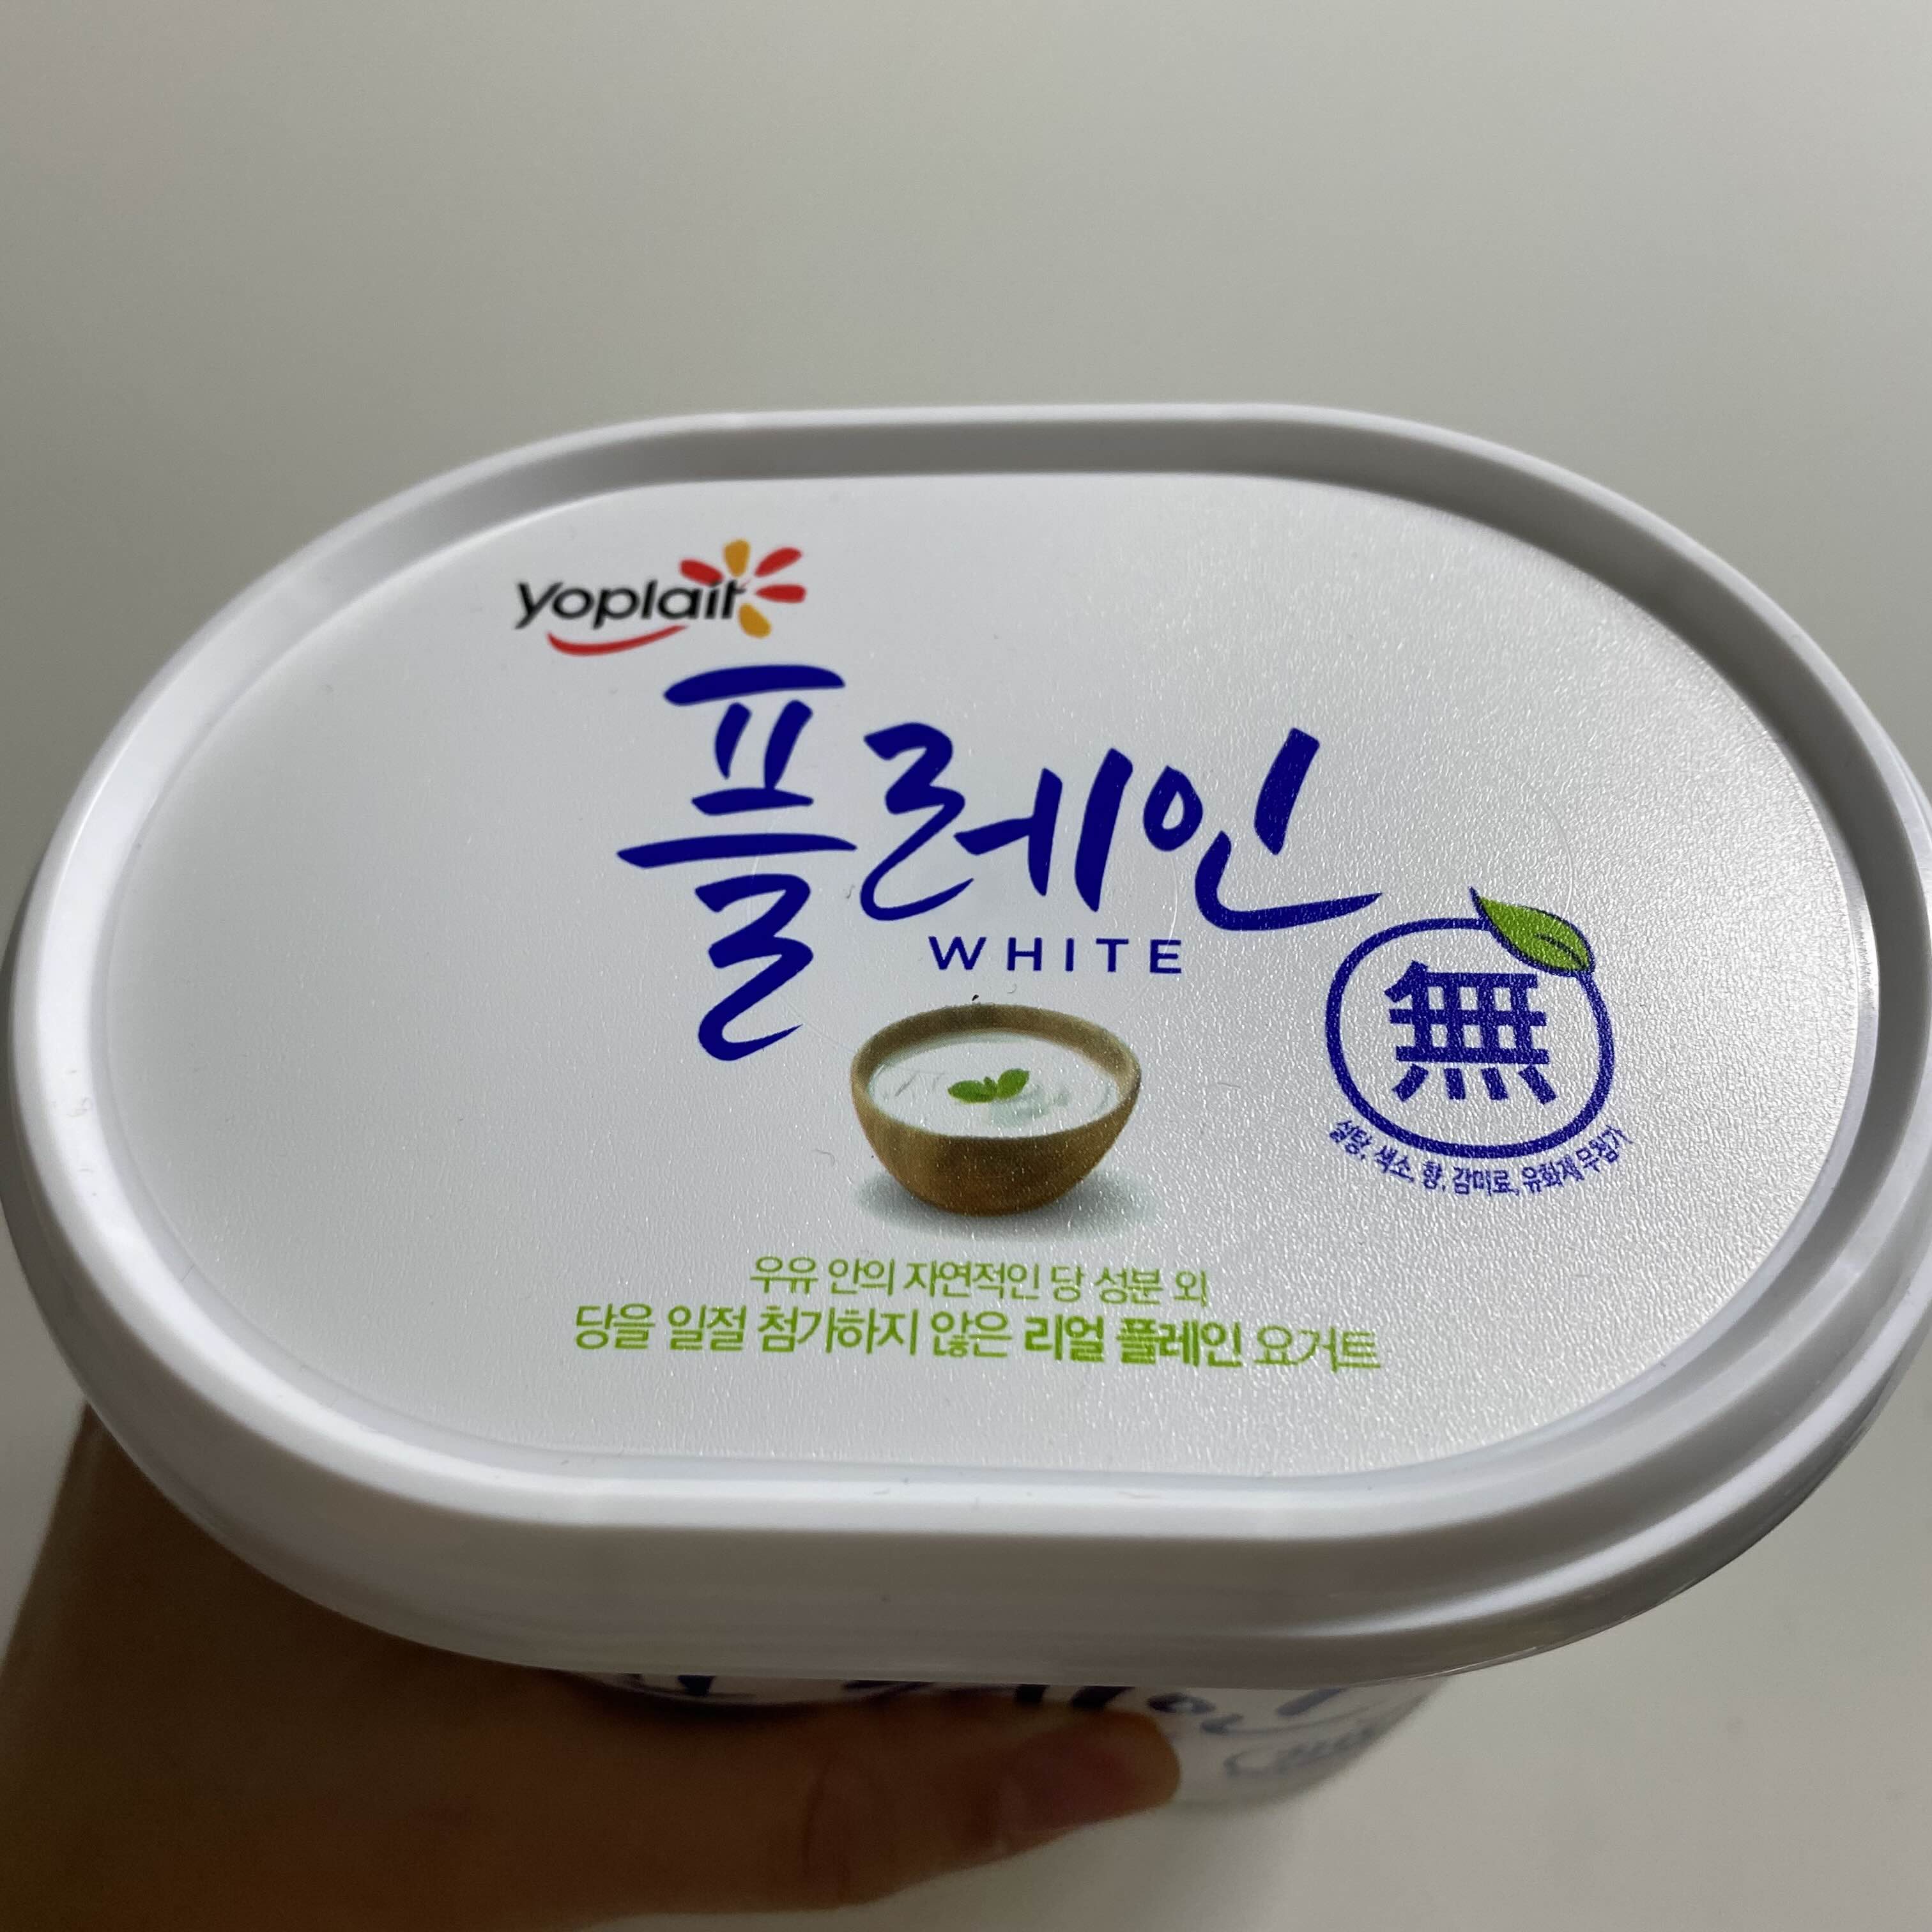 yoplait
플레인
WHITE
無
설탕, 색소, 향, 감미료, 유화제 무첨가
우유 안의 자연적인 당 성분 외
당을 일절 첨가하지 않은 리얼 플레인 요거트